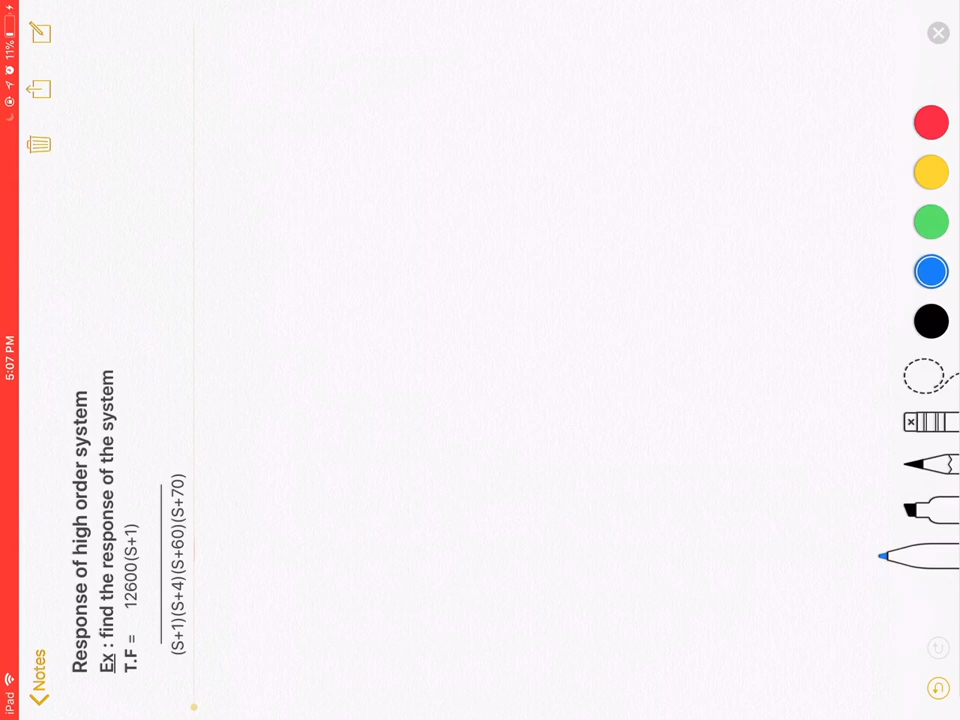 iPad 5:07 PM 11%
Notes
Response of high order system
Ex : find the response of the system
T.F = 12600(S+1)
(S+1)(S+4)(S+60)(S+70)